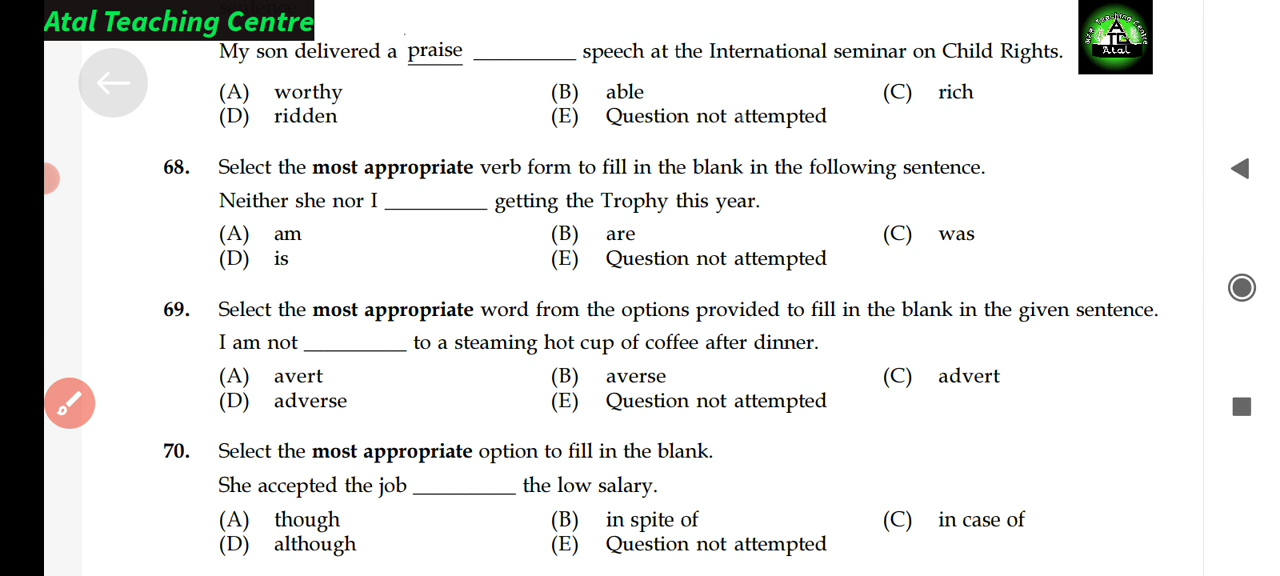 Atal Teaching Centre
My son delivered a praise __________ speech at the International seminar on Child Rights.
(A) worthy (B) able (C) rich
(D) ridden (E) Question not attempted
68. Select the most appropriate verb form to fill in the blank in the following sentence.
Neither she nor I __________ getting the Trophy this year.
(A) am (B) are (C) was
(D) is (E) Question not attempted
69. Select the most appropriate word from the options provided to fill in the blank in the given sentence.
I am not __________ to a steaming hot cup of coffee after dinner.
(A) avert (B) averse (C) advert
(D) adverse (E) Question not attempted
70. Select the most appropriate option to fill in the blank.
She accepted the job __________ the low salary.
(A) though (B) in spite of (C) in case of
(D) although (E) Question not attempted